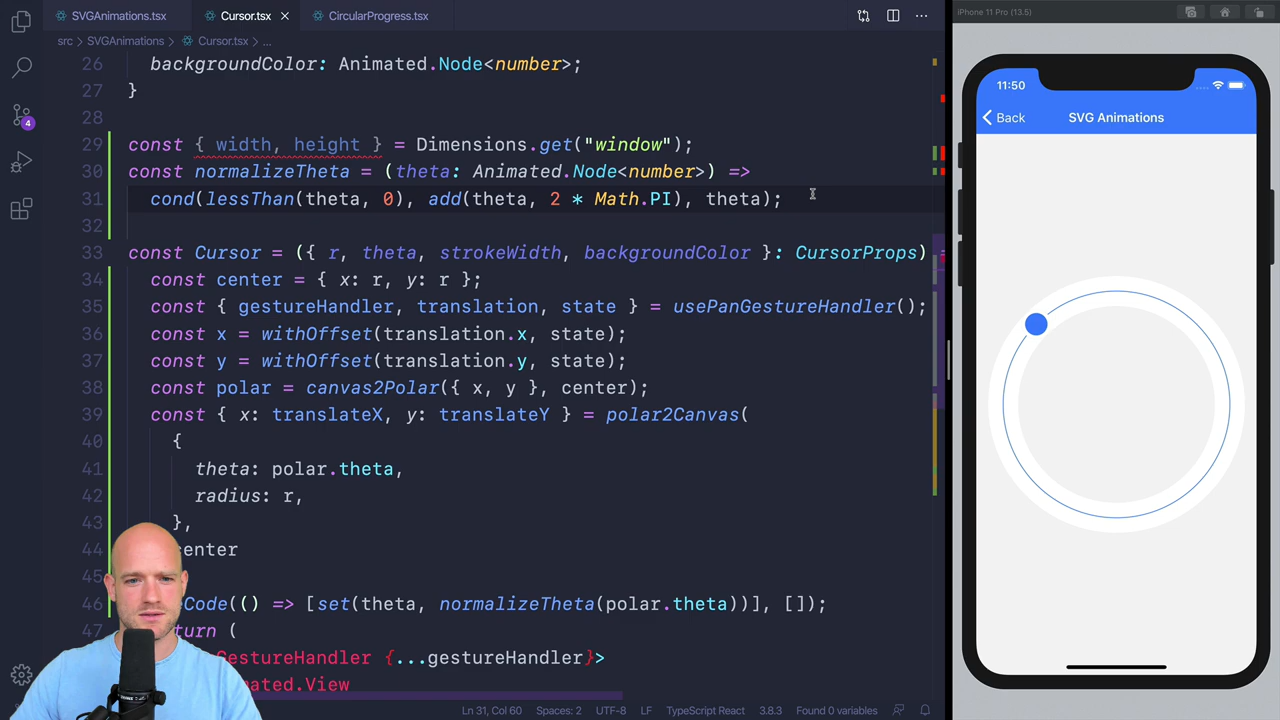 SVGAnimations.tsx
Cursor.tsx
CircularProgress.tsx
src > SVGAnimations > Cursor.tsx > ...
26 backgroundColor: Animated.Node<number>;
27 }
28
29 const { width, height } = Dimensions.get("window");
30 const normalizeTheta = (theta: Animated.Node<number>) =>
31 cond(lessThan(theta, 0), add(theta, 2 * Math.PI), theta);
32
33 const Cursor = ({ r, theta, strokeWidth, backgroundColor }: CursorProps) =
34 const center = { x: r, y: r };
35 const { gestureHandler, translation, state } = usePanGestureHandler();
36 const x = withOffset(translation.x, state);
37 const y = withOffset(translation.y, state);
38 const polar = canvas2Polar({ x, y }, center);
39 const { x: translateX, y: translateY } = polar2Canvas(
40 {
41 theta: polar.theta,
42 radius: r,
43 },
44 center
45
46 Code(() => [set(theta, normalizeTheta(polar.theta))], []);
47 turn (
GestureHandler {...gestureHandler}>
mated.View
4
Ln 31, Col 60 Spaces: 2 UTF-8 LF TypeScript React 3.8.3 Found 0 variables
iPhone 11 Pro (13.5)
11:50
Back
SVG Animations